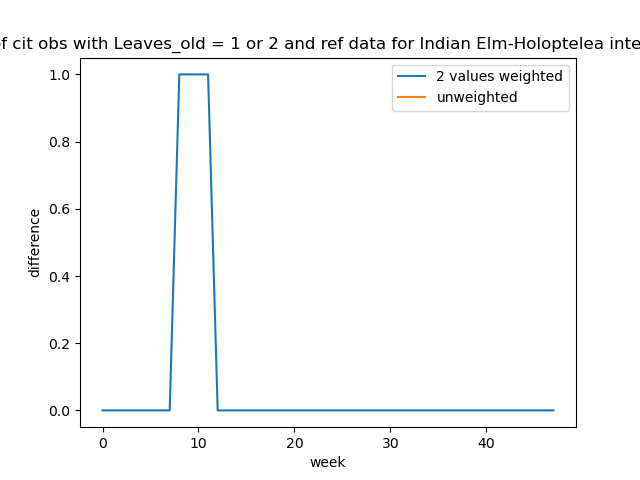 f cit obs with Leaves_old = 1 or 2 and ref data for Indian Elm-Holoptelea inte
2 values weighted
unweighted
1.0
0.8
0.6
0.4
0.2
0.0
difference
0 10 20 30 40
week